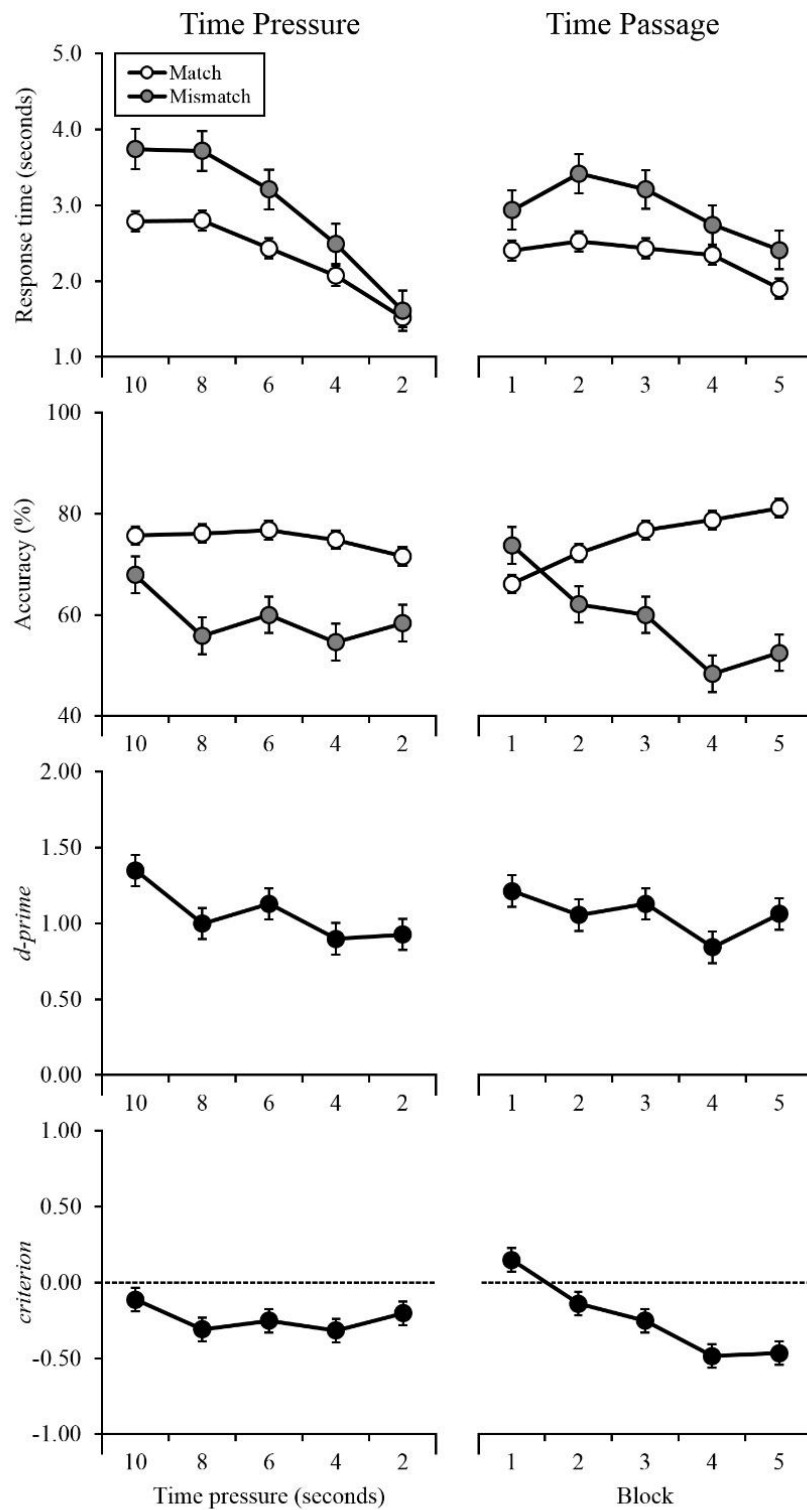 Time Pressure
Time Passage
Match
Mismatch
Response time (seconds)
5.0
4.0
3.0
2.0
1.0
10 8 6 4 2
1 2 3 4 5
Accuracy (%)
100
80
60
40
10 8 6 4 2
1 2 3 4 5
d-prime
2.00
1.50
1.00
0.50
0.00
10 8 6 4 2
1 2 3 4 5
criterion
1.00
0.50
0.00
-0.50
-1.00
10 8 6 4 2
1 2 3 4 5
Time pressure (seconds)
Block